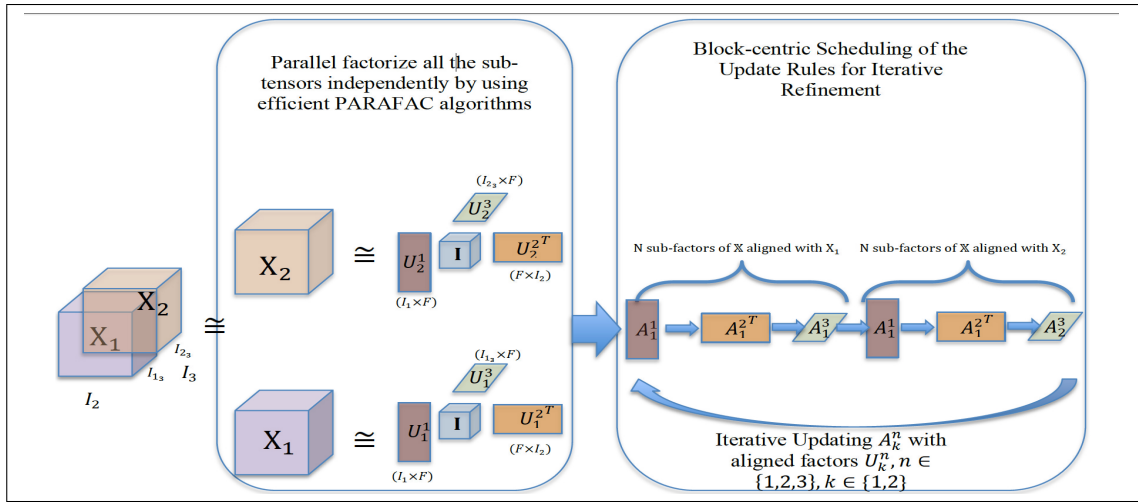 Parallel factorize all the sub-
tensors independently by using
efficient PARAFAC algorithms
Block-centric Scheduling of the
Update Rules for Iterative
Refinement
X₂
X₁
I₂₃
I₁₃
I₃
I₂
≅
X₂
≅
(I₂₃×F)
U₂³
U₂¹
I
U₂²ᵀ
(I₁×F)
(F×I₂)
X₁
≅
(I₁₃×F)
U₁³
U₁¹
I
U₁²ᵀ
(I₁×F)
(F×I₂)
N sub-factors of 𝕏 aligned with X₁
N sub-factors of 𝕏 aligned with X₂
A₁¹
A₁²ᵀ
A₁³
A₁¹
A₁²ᵀ
A₂³
Iterative Updating Aₖⁿ with
aligned factors Uₖⁿ, n ∈
{1,2,3}, k ∈ {1,2}